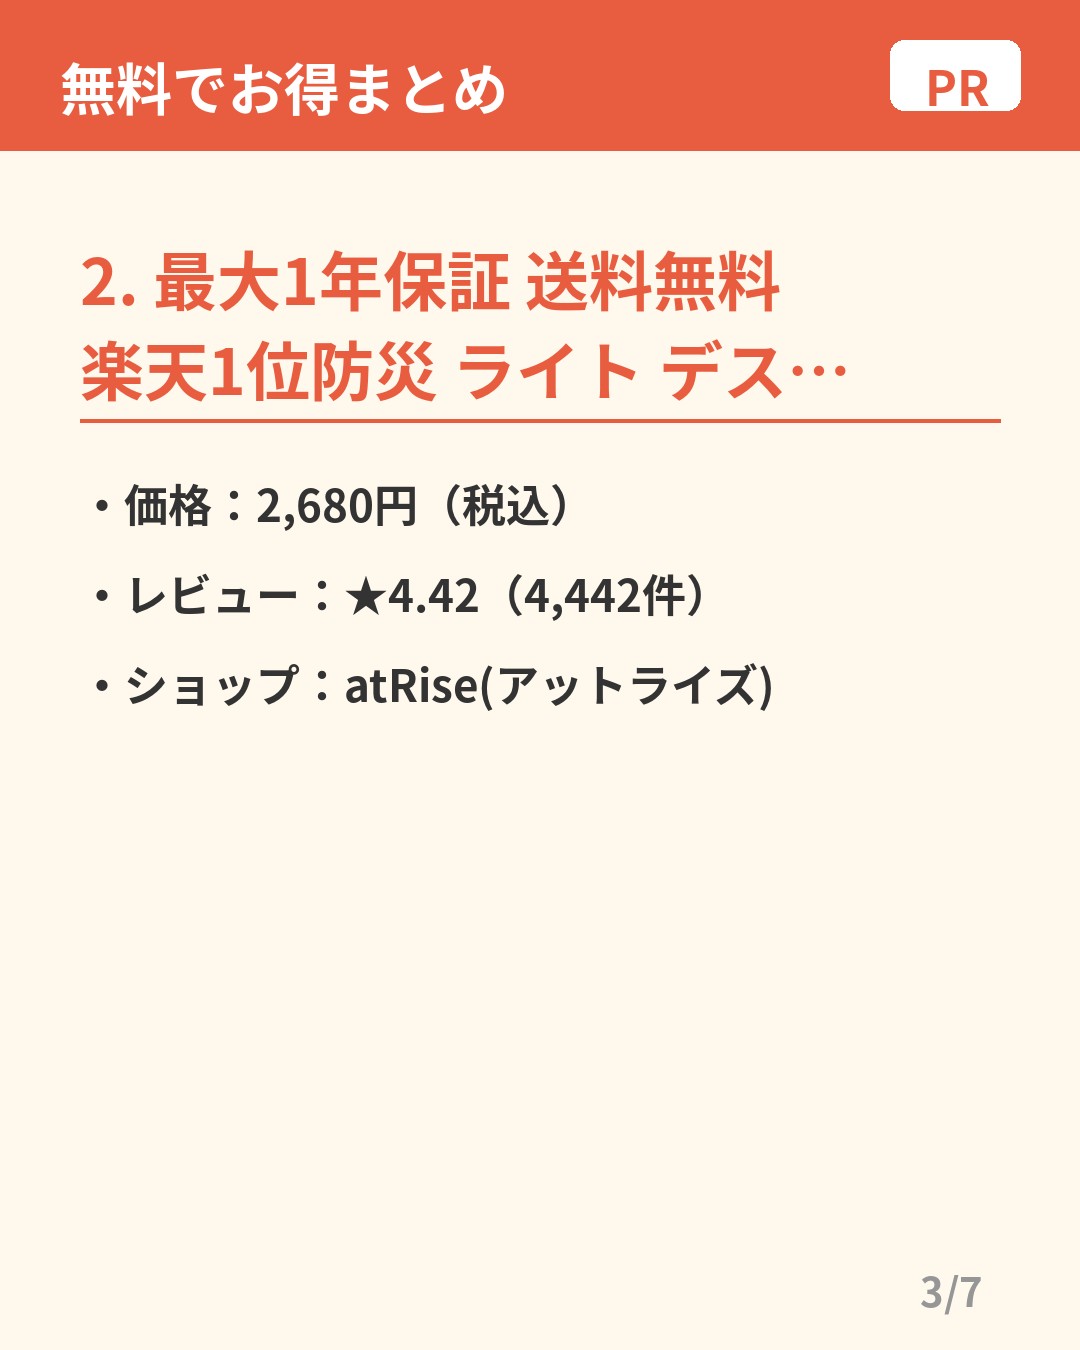 無料でお得まとめ
PR
2. 最大1年保証 送料無料
楽天1位防災 ライト デス…
・価格：2,680円（税込）
・レビュー：★4.42（4,442件）
・ショップ：atRise(アットライズ)
3/7